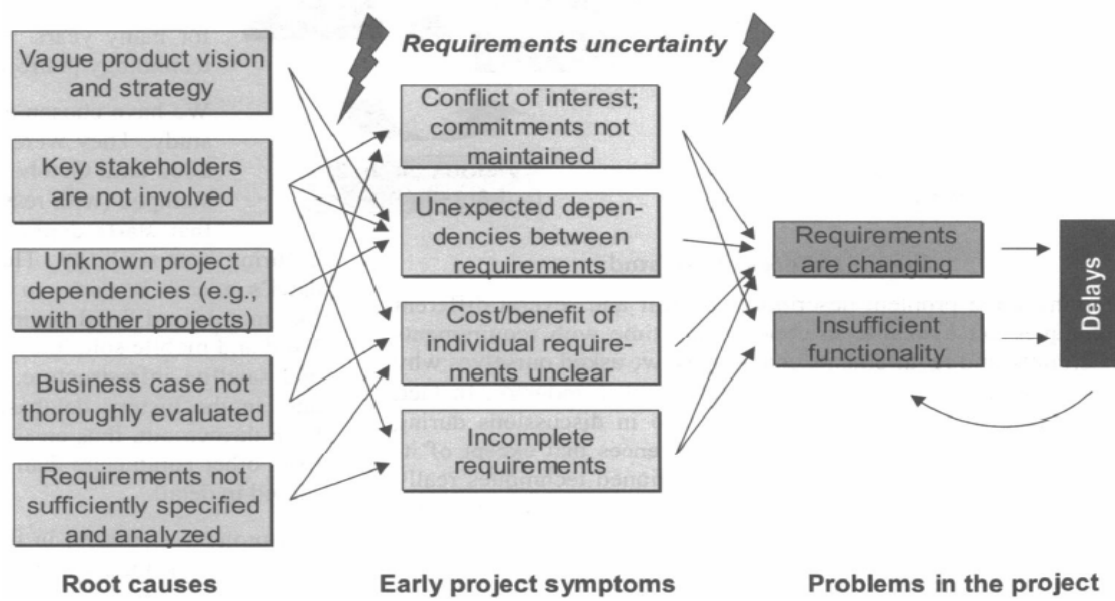 Requirements uncertainty
Vague product vision
and strategy
Key stakeholders
are not involved
Unknown project
dependencies (e.g.,
with other projects)
Business case not
thoroughly evaluated
Requirements not
sufficiently specified
and analyzed
Root causes
Conflict of interest;
commitments not
maintained
Unexpected depen-
dencies between
requirements
Cost/benefit of
individual require-
ments unclear
Incomplete
requirements
Early project symptoms
Requirements
are changing
Insufficient
functionality
Delays
Problems in the project